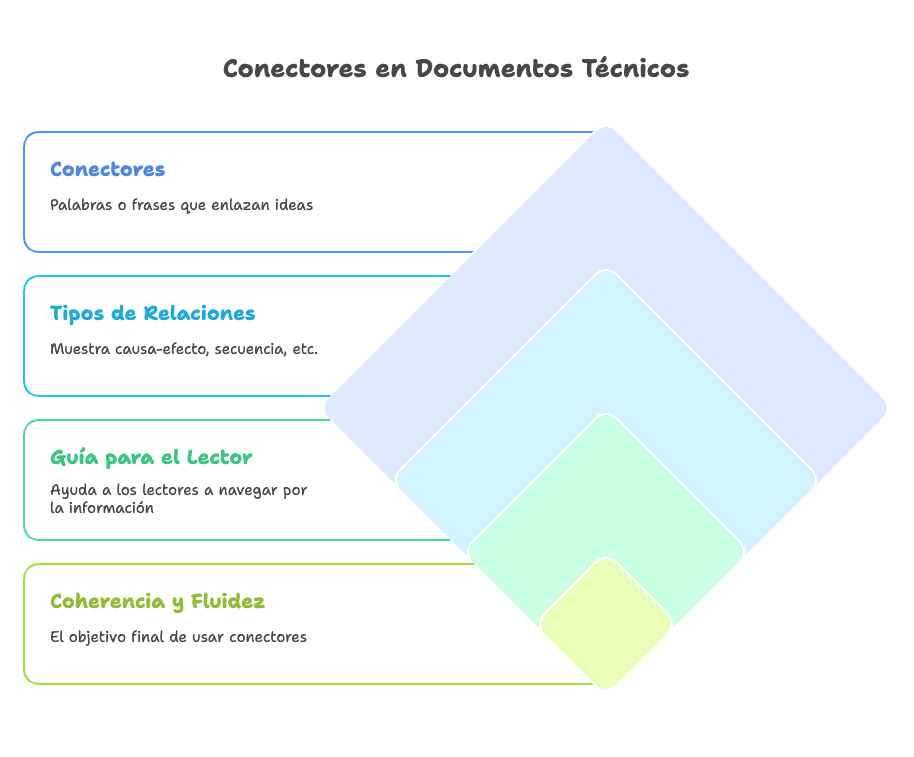 Conectores en Documentos Técnicos
Conectores
Palabras o frases que enlazan ideas
Tipos de Relaciones
Muestra causa-efecto, secuencia, etc.
Guía para el Lector
Ayuda a los lectores a navegar por
la información
Coherencia y Fluidez
El objetivo final de usar conectores